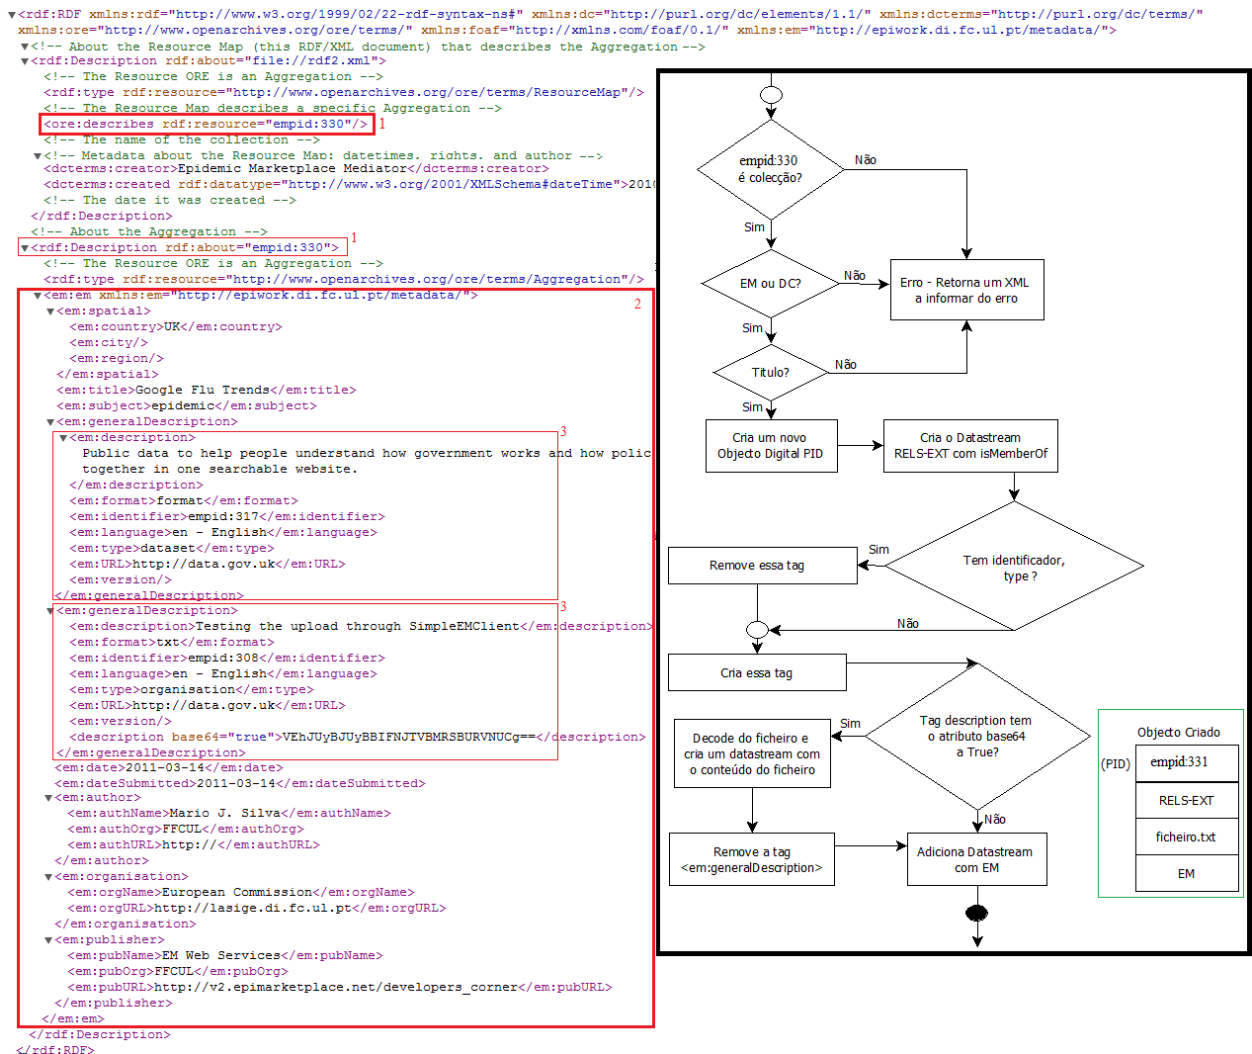 ▼<rdf:RDF xmlns:rdf="http://www.w3.org/1999/02/22-rdf-syntax-ns#" xmlns:dc="http://purl.org/dc/elements/1.1/" xmlns:dcterms="http://purl.org/dc/terms/"
xmlns:ore="http://www.openarchives.org/ore/terms/" xmlns:foaf="http://xmlns.com/foaf/0.1/" xmlns:em="http://epiwork.di.fc.ul.pt/metadata/">
▼<!-- About the Resource Map (this RDF/XML document) that describes the Aggregation -->
▼<rdf:Description rdf:about="file://rdf2.xml">
<!-- The Resource ORE is an Aggregation -->
<rdf:type rdf:resource="http://www.openarchives.org/ore/terms/ResourceMap"/>
<!-- The Resource Map describes a specific Aggregation -->
<ore:describes rdf:resource="empid:330"/> 1
<!-- The name of the collection -->
▼<!-- Metadata about the Resource Map: datetimes, rights, and author -->
<dcterms:creator>Epidemic Marketplace Mediator</dcterms:creator>
<dcterms:created rdf:datatype="http://www.w3.org/2001/XMLSchema#dateTime">2010
<!-- The date it was created -->
</rdf:Description>
<!-- About the Aggregation -->
▼<rdf:Description rdf:about="empid:330"> 1
<!-- The Resource ORE is an Aggregation -->
<rdf:type rdf:resource="http://www.openarchives.org/ore/terms/Aggregation"/>
▼<em:em xmlns:em="http://epiwork.di.fc.ul.pt/metadata/"> 2
▼<em:spatial>
<em:country>UK</em:country>
<em:city/>
<em:region/>
</em:spatial>
<em:title>Google Flu Trends</em:title>
<em:subject>epidemic</em:subject>
▼<em:generalDescription>
▼<em:description> 3
Public data to help people understand how government works and how polic
together in one searchable website.
</em:description>
<em:format>format</em:format>
<em:identifier>empid:317</em:identifier>
<em:language>en - English</em:language>
<em:type>dataset</em:type>
<em:URL>http://data.gov.uk</em:URL>
<em:version/>
</em:generalDescription>
▼<em:generalDescription> 3
<em:description>Testing the upload through SimpleEMClient</em:description>
<em:format>txt</em:format>
<em:identifier>empid:308</em:identifier>
<em:language>en - English</em:language>
<em:type>organisation</em:type>
<em:URL>http://data.gov.uk</em:URL>
<em:version/>
<description base64="true">VEhJUyBJUyBBIFNJTVBMRSBURVNUCg==</description>
</em:generalDescription>
<em:date>2011-03-14</em:date>
<em:dateSubmitted>2011-03-14</em:dateSubmitted>
▼<em:author>
<em:authName>Mario J. Silva</em:authName>
<em:authOrg>FFCUL</em:authOrg>
<em:authURL>http://</em:authURL>
</em:author>
▼<em:organisation>
<em:orgName>European Commission</em:orgName>
<em:orgURL>http://lasige.di.fc.ul.pt</em:orgURL>
</em:organisation>
▼<em:publisher>
<em:pubName>EM Web Services</em:pubName>
<em:pubOrg>FFCUL</em:pubOrg>
<em:pubURL>http://v2.epimarketplace.net/developers_corner</em:pubURL>
</em:publisher>
</em:em>
</rdf:Description>
</rdf:RDF>
empid:330
é colecção?
Não
Sim
EM ou DC?
Não
Erro - Retorna um XML
a informar do erro
Sim
Título?
Não
Sim
Cria um novo
Objecto Digital PID
Cria o Datastream
RELS-EXT com isMemberOf
Tem identificador,
type ?
Sim
Remove essa tag
Não
Cria essa tag
Tag description tem
o atributo base64
a True?
Sim
Decode do ficheiro e
cria um datastream com
o conteúdo do ficheiro
Não
Remove a tag
<em:generalDescription>
Adiciona Datastream
com EM
Objecto Criado
(PID) empid:331
RELS-EXT
ficheiro.txt
EM